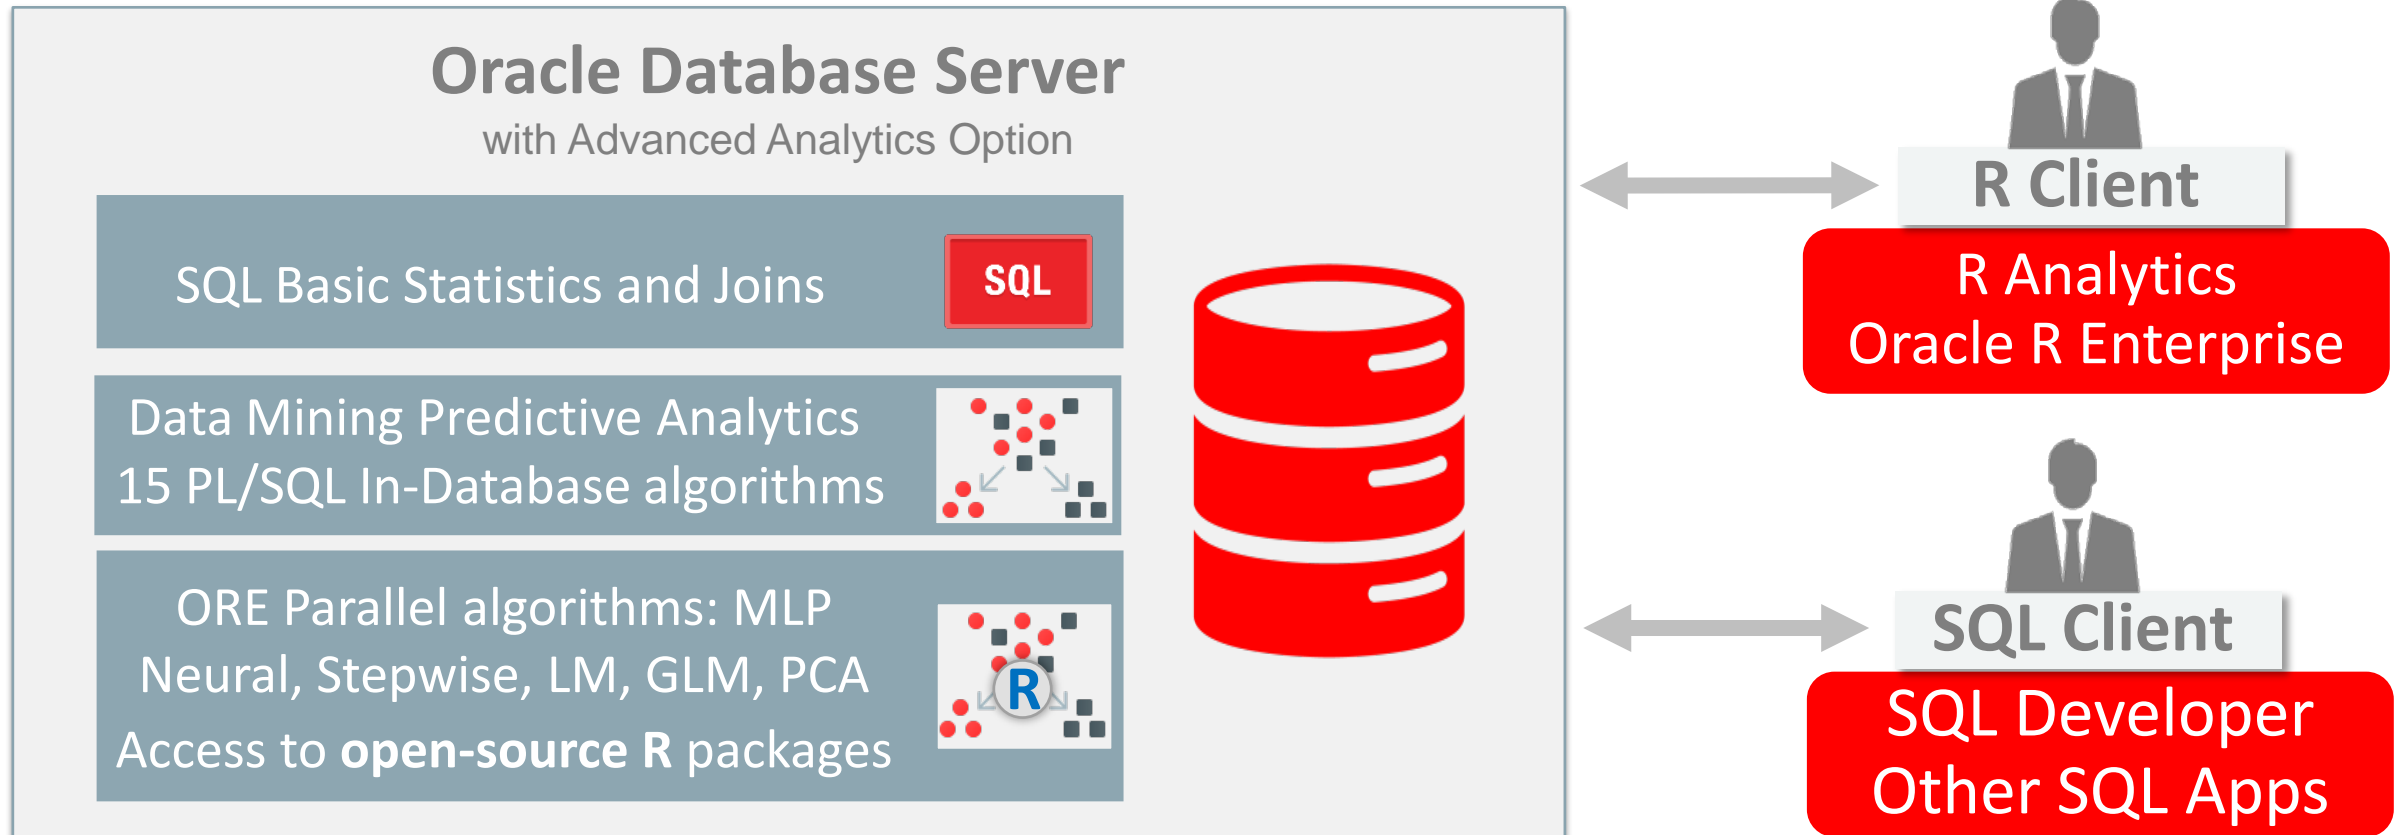 Oracle Database Server
with Advanced Analytics Option
SQL Basic Statistics and Joins
SQL
Data Mining Predictive Analytics
15 PL/SQL In-Database algorithms
ORE Parallel algorithms: MLP
Neural, Stepwise, LM, GLM, PCA
Access to open-source R packages
R
R Client
R Analytics
Oracle R Enterprise
SQL Client
SQL Developer
Other SQL Apps